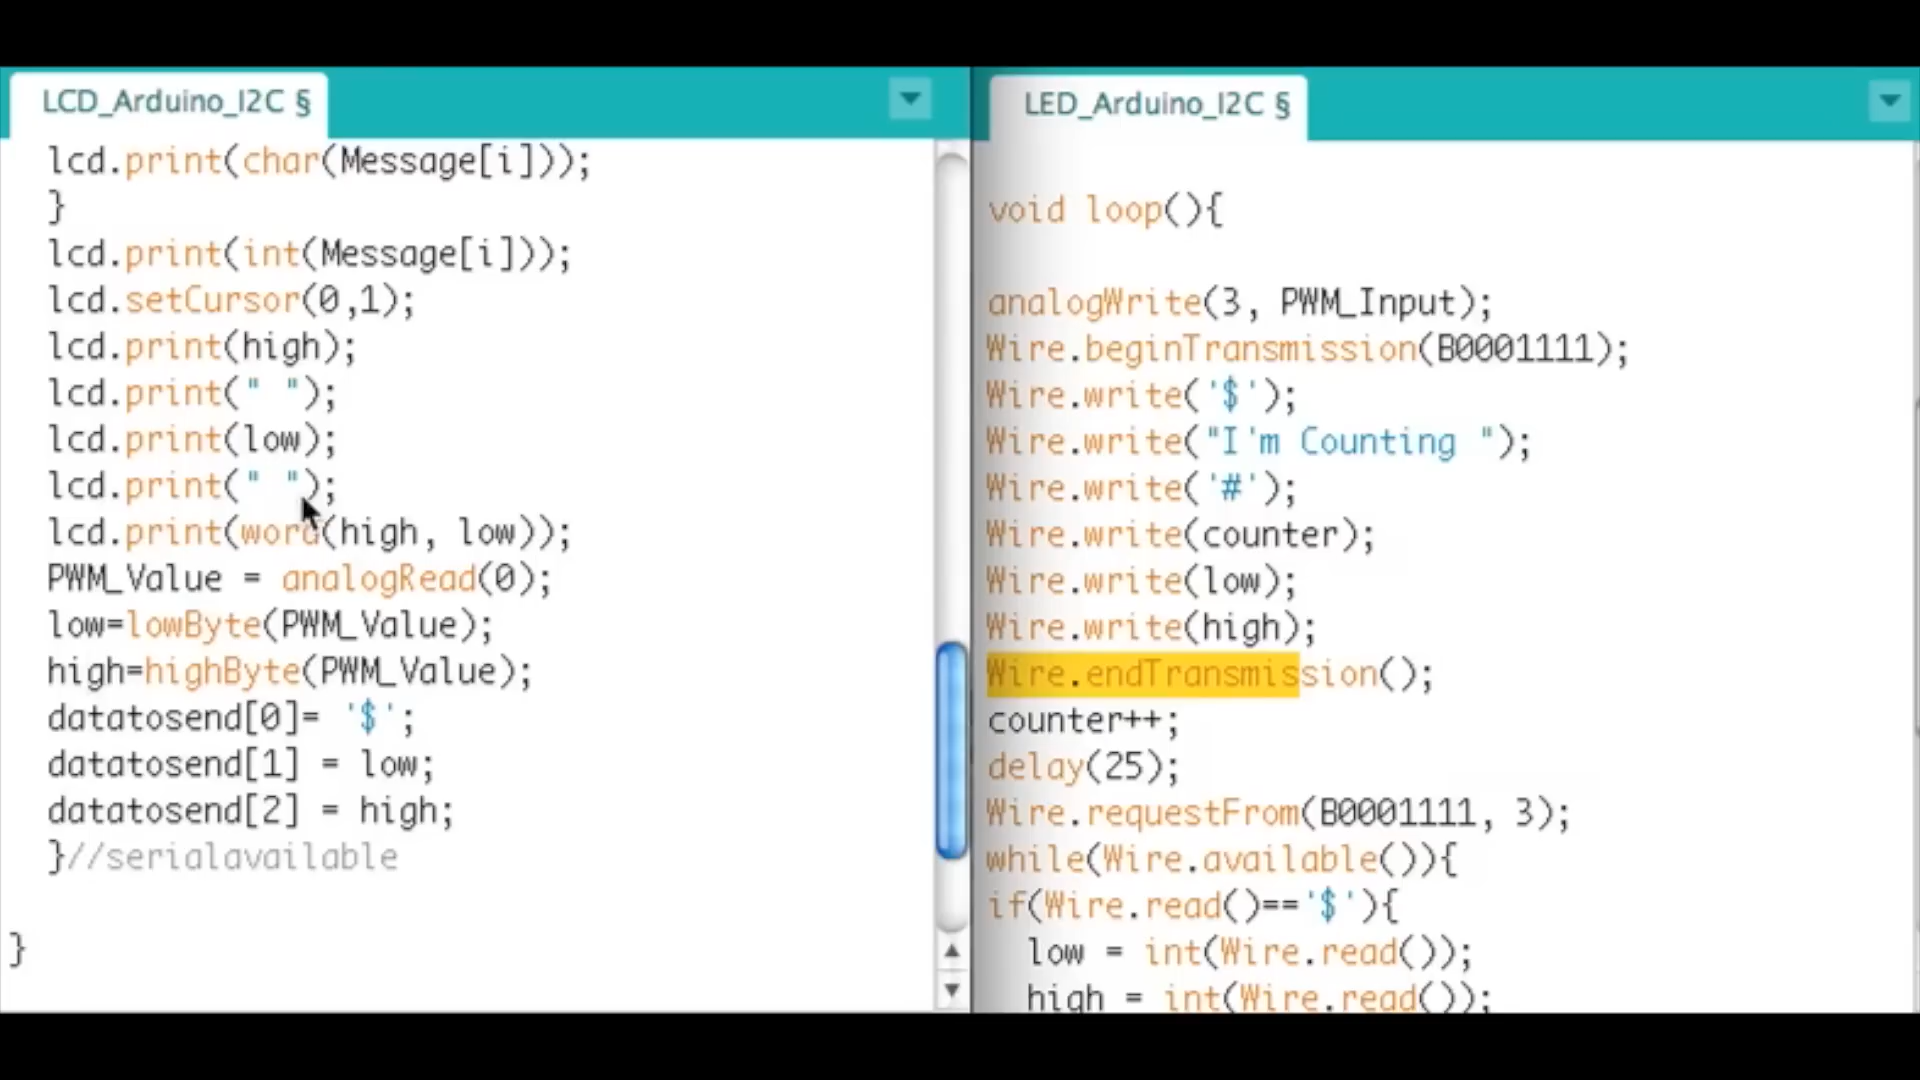 LCD_Arduino_I2C §
lcd.print(char(Message[i]));
}
lcd.print(int(Message[i]));
lcd.setCursor(0,1);
lcd.print(high);
lcd.print(" ");
lcd.print(low);
lcd.print(" ");
lcd.print(word(high, low));
PWM_Value = analogRead(0);
low=lowByte(PWM_Value);
high=highByte(PWM_Value);
datatosend[0]= '$';
datatosend[1] = low;
datatosend[2] = high;
}//serialavailable
}
LED_Arduino_I2C §
void loop(){
analogWrite(3, PWM_Input);
Wire.beginTransmission(B0001111);
Wire.write('$');
Wire.write("I'm Counting ");
Wire.write('#');
Wire.write(counter);
Wire.write(low);
Wire.write(high);
Wire.endTransmission();
counter++;
delay(25);
Wire.requestFrom(B0001111, 3);
while(Wire.available()){
if(Wire.read()=='$'){
low = int(Wire.read());
high = int(Wire.read());